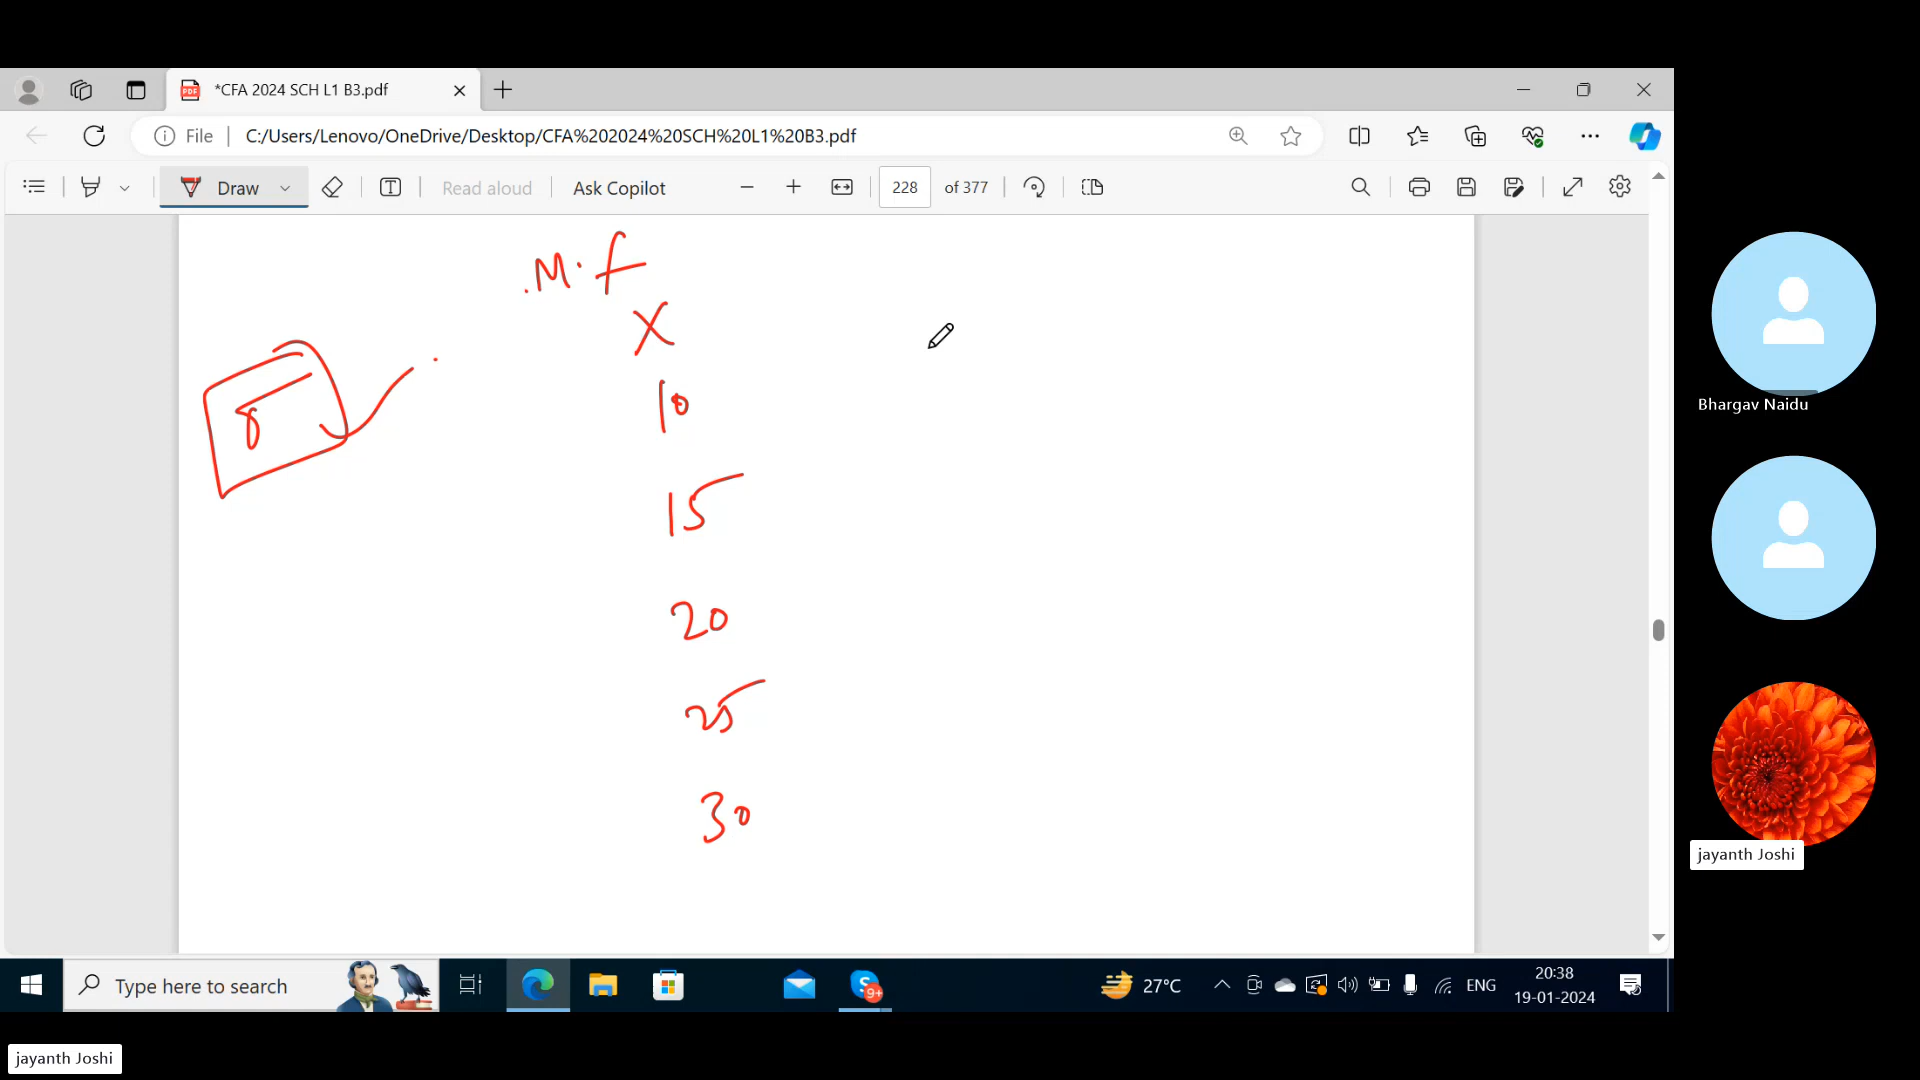 *CFA 2024 SCH L1 B3.pdf
File
C:/Users/Lenovo/OneDrive/Desktop/CFA%202024%20SCH%20L1%20B3.pdf
Draw
Read aloud
Ask Copilot
228 of 377
M.f
X
8
10
15
20
25
30
Bhargav Naidu
jayanth Joshi
Type here to search
9+
27°C
ENG
20:38
19-01-2024
jayanth Joshi